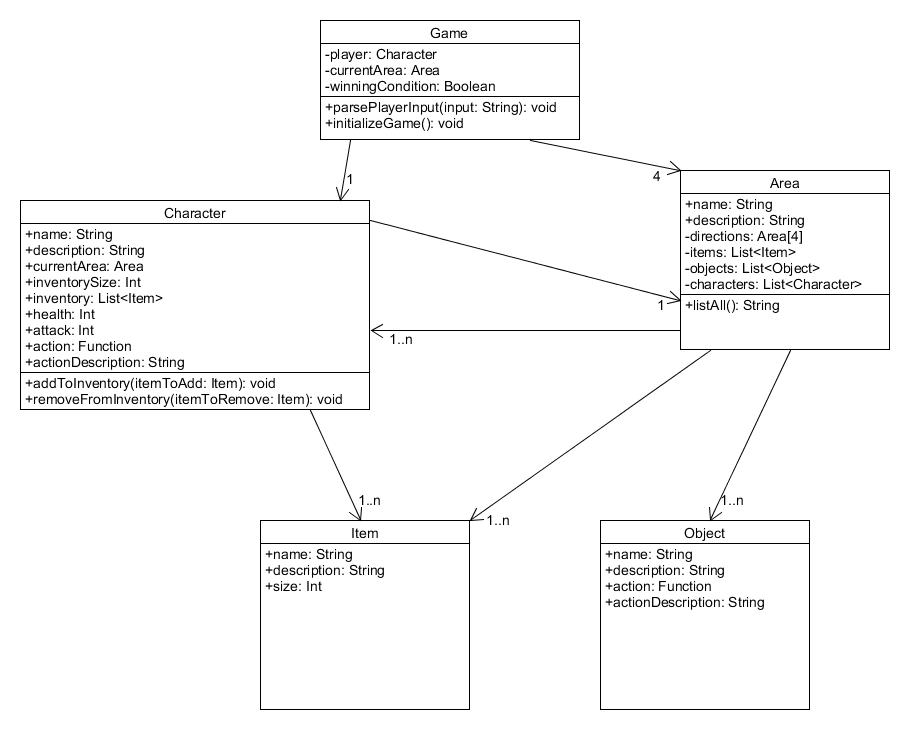 Game
-player: Character
-currentArea: Area
-winningCondition: Boolean
+parsePlayerInput(input: String): void
+initializeGame(): void
1
4
Character
+name: String
+description: String
+currentArea: Area
+inventorySize: Int
+inventory: List<Item>
+health: Int
+attack: Int
+action: Function
+actionDescription: String
+addToInventory(itemToAdd: Item): void
+removeFromInventory(itemToRemove: Item): void
Area
+name: String
+description: String
-directions: Area[4]
-items: List<Item>
-objects: List<Object>
-characters: List<Character>
+listAll(): String
1
1..n
1..n
1..n
1..n
Item
+name: String
+description: String
+size: Int
Object
+name: String
+description: String
+action: Function
+actionDescription: String